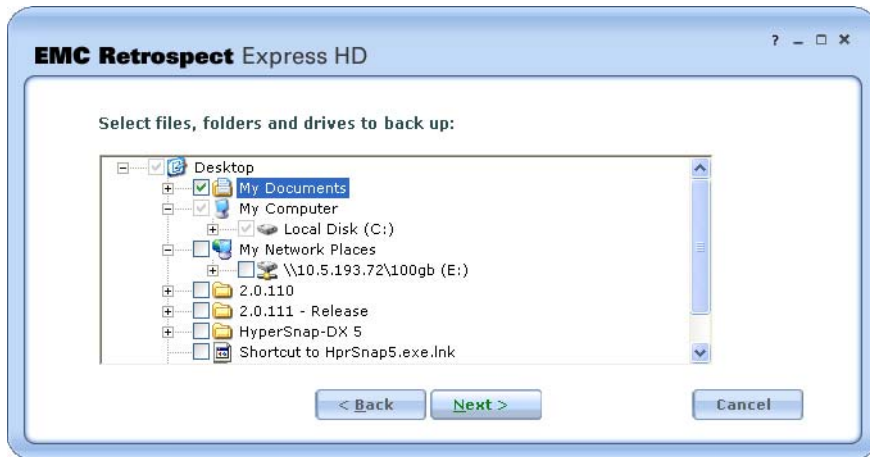 EMC Retrospect Express HD
Select files, folders and drives to back up:
Desktop
My Documents
My Computer
Local Disk (C:)
My Network Places
\\10.5.193.72\100gb (E:)
2.0.110
2.0.111 - Release
HyperSnap-DX 5
Shortcut to HprSnap5.exe.lnk
< Back Next > Cancel